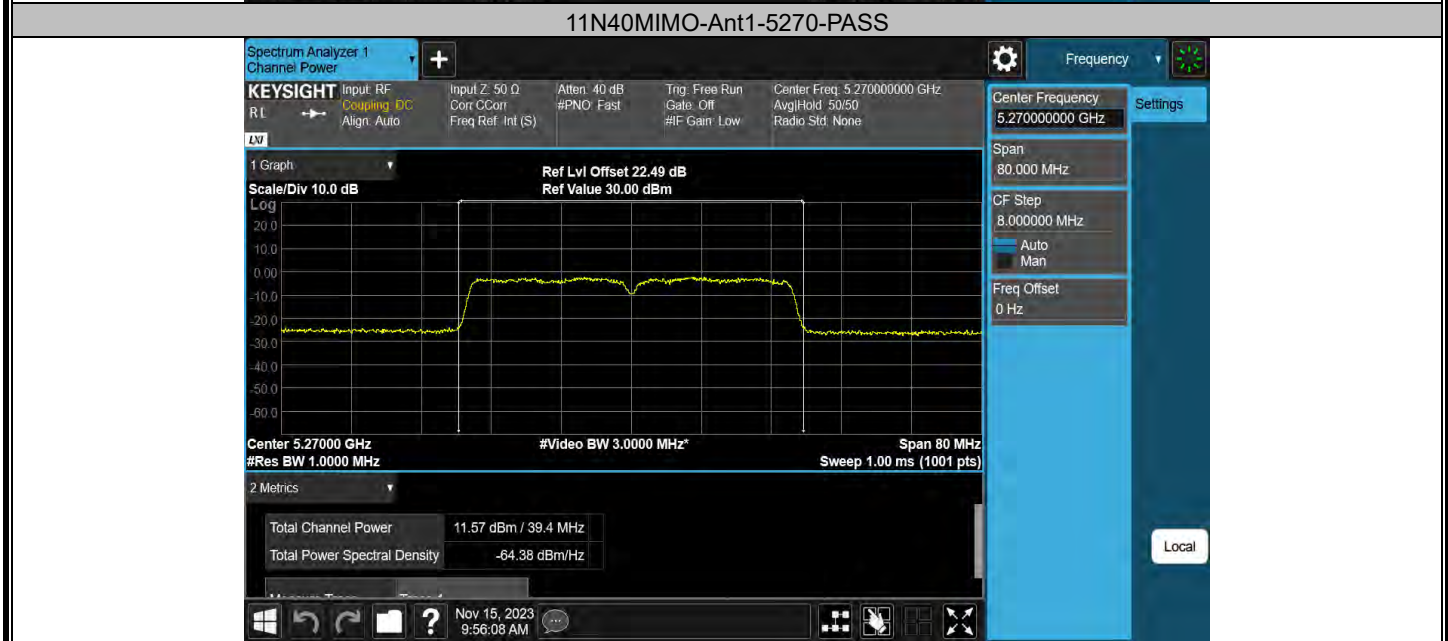 11N40MIMO-Ant1-5270-PASS
Spectrum Analyzer 1
Channel Power
Frequency
KEYSIGHT
RL
LXI
Input: RF
Coupling: DC
Align: Auto
Input Z: 50 Ω
Corr CCorr
Freq Ref: Int (S)
Atten: 40 dB
#PNO: Fast
Trig: Free Run
Gate: Off
#IF Gain: Low
Center Freq: 5.270000000 GHz
Avg|Hold: 50/50
Radio Std: None
Center Frequency
5.270000000 GHz
Settings
Span
80.000 MHz
CF Step
8.000000 MHz
Auto
Man
Freq Offset
0 Hz
Local
1 Graph
Scale/Div 10.0 dB
Ref Lvl Offset 22.49 dB
Ref Value 30.00 dBm
Log
20.0
10.0
0.00
-10.0
-20.0
-30.0
-40.0
-50.0
-60.0
Center 5.27000 GHz
#Video BW 3.0000 MHz*
Span 80 MHz
#Res BW 1.0000 MHz
Sweep 1.00 ms (1001 pts)
2 Metrics
Total Channel Power 11.57 dBm / 39.4 MHz
Total Power Spectral Density -64.38 dBm/Hz
?
Nov 15, 2023
9:56:08 AM